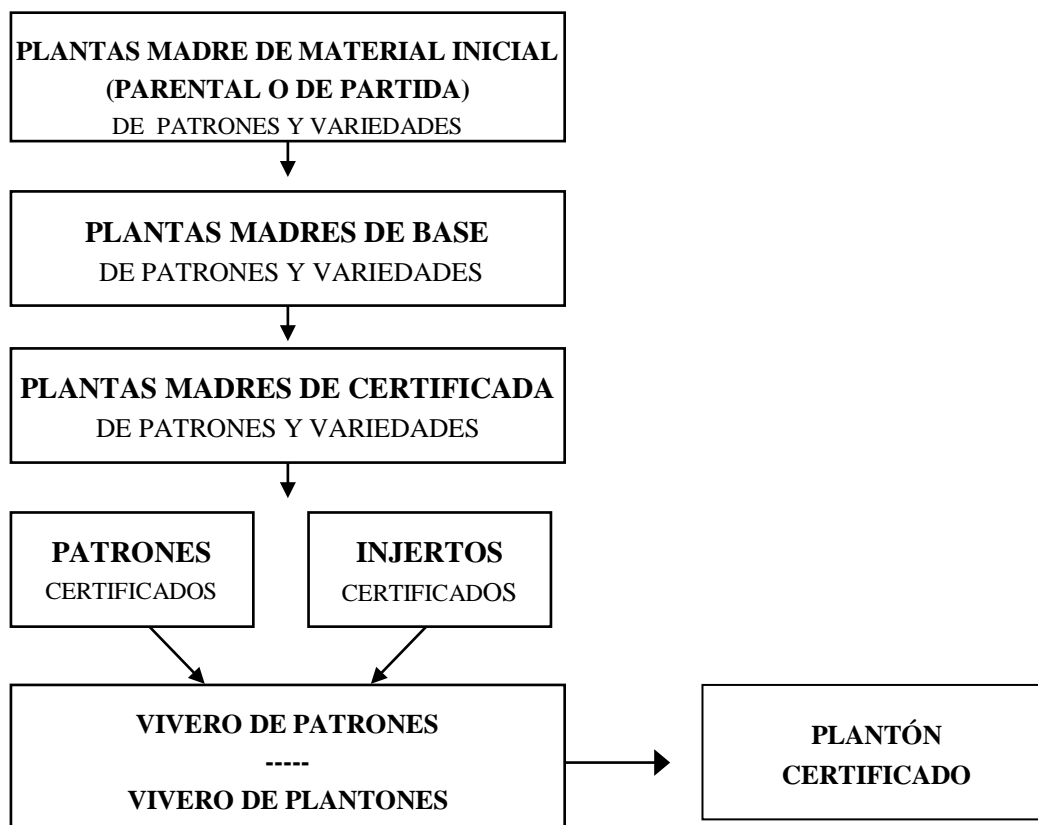 PLANTAS MADRE DE MATERIAL INICIAL
(PARENTAL O DE PARTIDA)
DE PATRONES Y VARIEDADES
PLANTAS MADRES DE BASE
DE PATRONES Y VARIEDADES
PLANTAS MADRES DE CERTIFICADA
DE PATRONES Y VARIEDADES
PATRONES
CERTIFICADOS
INJERTOS
CERTIFICADOS
VIVERO DE PATRONES
-----
VIVERO DE PLANTONES
PLANTÓN
CERTIFICADO